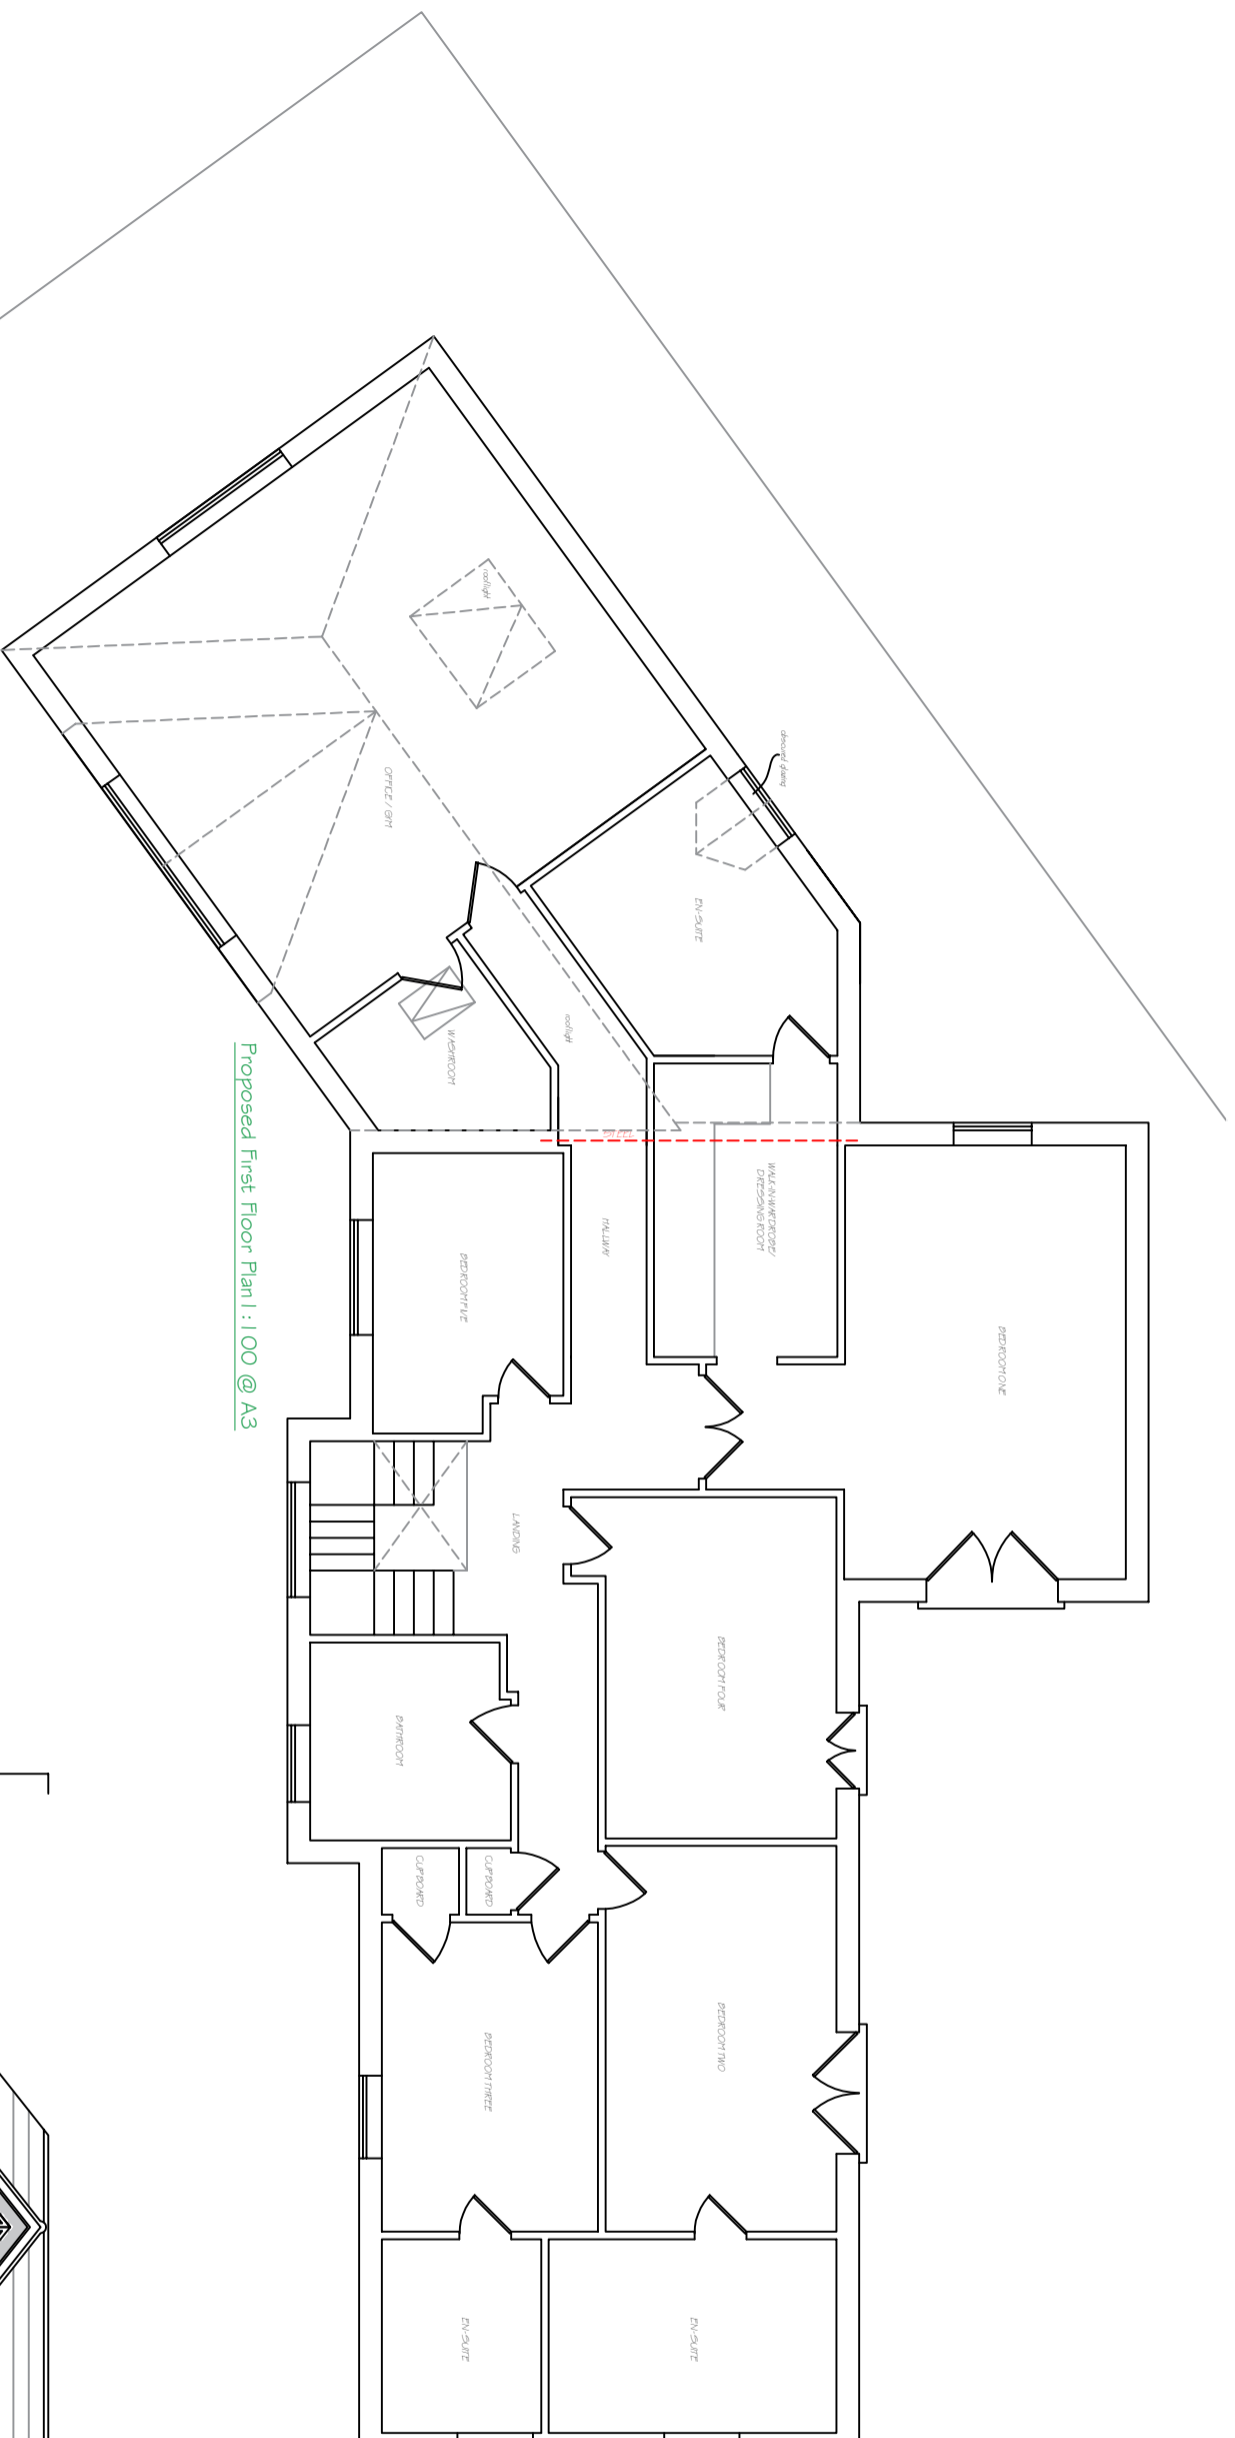 Proposed First Floor Plan 1:100 @ A3
rooflight
obscured glazing
OFFICE / GYM
EN-SUITE
rooflight
WASHROOM
STEEL
WALK-IN-WARDROBE/
DRESSING ROOM
HALLWAY
BEDROOM FIVE
BEDROOM ONE
LANDING
BEDROOM FOUR
BATHROOM
CUPBOARD
CUPBOARD
BEDROOM TWO
BEDROOM THREE
EN-SUITE
EN-SUITE